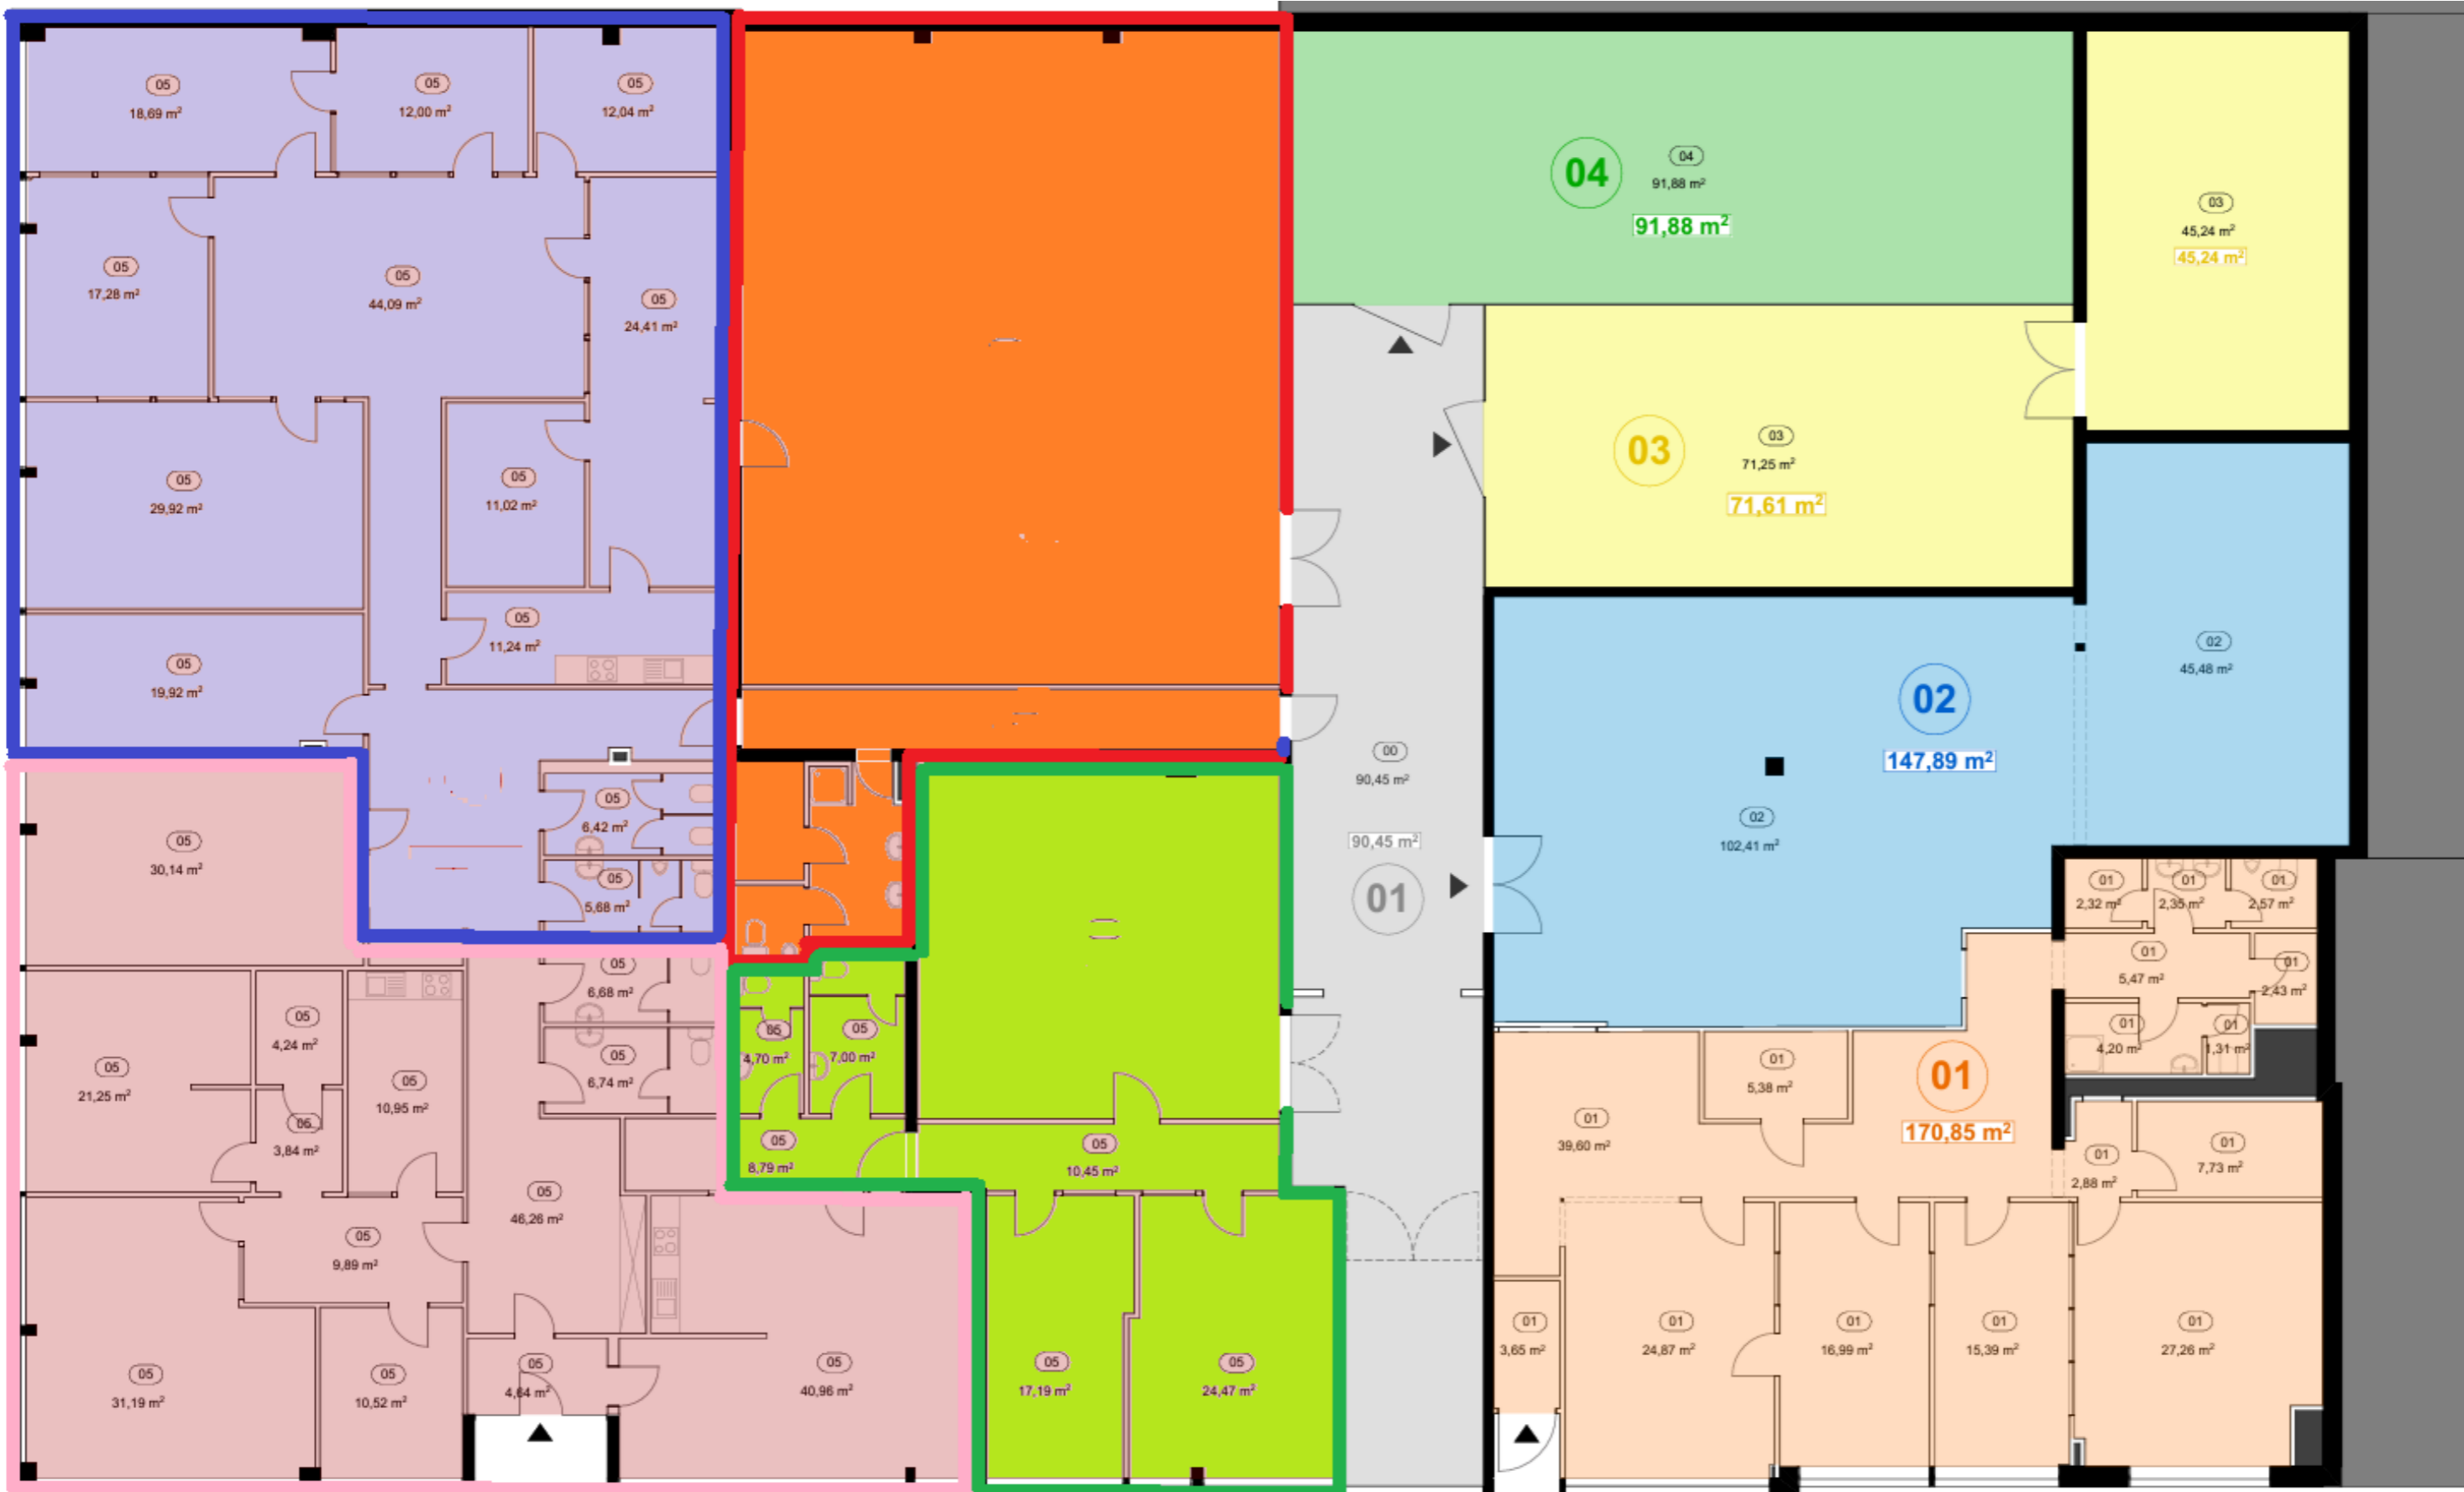 05
18,69 m²
05
12,00 m²
05
12,04 m²
05
17,28 m²
05
44,09 m²
05
24,41 m²
05
29,92 m²
05
11,02 m²
05
11,24 m²
05
19,92 m²
05
6,42 m²
05
5,68 m²
05
30,14 m²
05
6,68 m²
05
6,74 m²
05
4,24 m²
05
21,25 m²
05
10,95 m²
05
3,84 m²
05
46,26 m²
05
9,89 m²
05
31,19 m²
05
10,52 m²
05
4,64 m²
05
40,96 m²
05
4,70 m²
05
7,00 m²
05
8,79 m²
05
10,45 m²
05
17,19 m²
05
24,47 m²
04
04
91,88 m²
91,88 m²
03
45,24 m²
45,24 m²
03
03
71,25 m²
71,61 m²
02
147,89 m²
02
45,48 m²
02
102,41 m²
00
90,45 m²
90,45 m²
01
01
2,32 m²
01
2,35 m²
01
2,57 m²
01
5,47 m²
01
2,43 m²
01
4,20 m²
01
1,31 m²
01
5,38 m²
01
170,85 m²
01
39,60 m²
01
2,88 m²
01
7,73 m²
01
3,65 m²
01
24,87 m²
01
16,99 m²
01
15,39 m²
01
27,26 m²